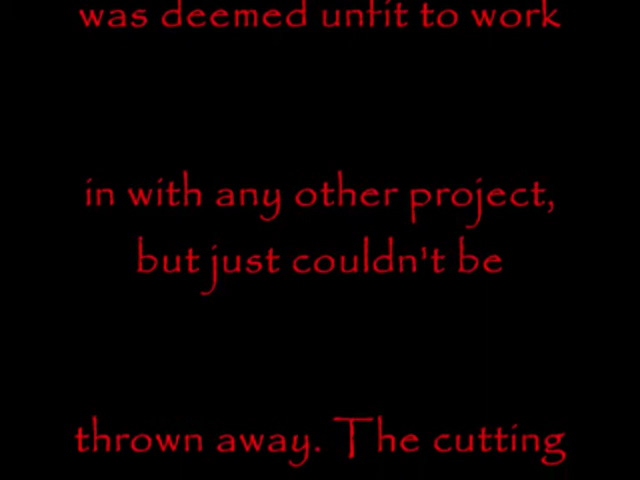 was deemed unfit to work
in with any other project,
but just couldn't be
thrown away. The cutting